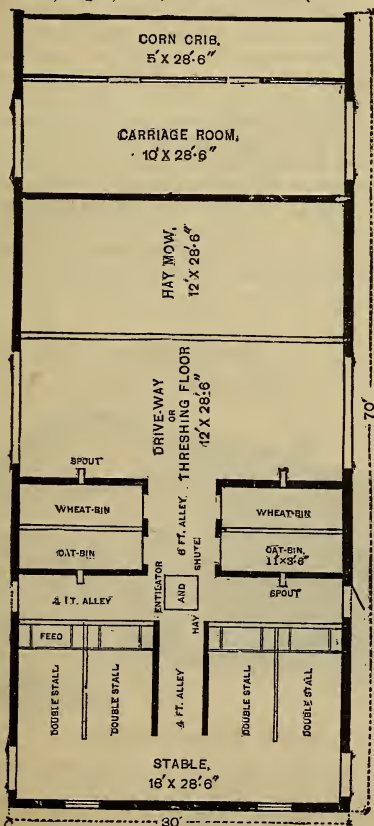 CORN CRIB.
5'X 28'·6"
CARRIAGE ROOM,
10'X 28'·6"
HAY MOW,
12'X 28'·6"
DRIVE-WAY
OR
THRESHING FLOOR
12'X 28'·6"
70'
SPOUT
WHEAT-BIN
WHEAT-BIN
OAT-BIN
OAT-BIN,
11'X3'·6"
6 FT. ALLEY
SHUTE
AND
HAY
SPOUT
4 FT. ALLEY
FEED
DOUBLE STALL
DOUBLE STALL
4 FT. ALLEY
DOUBLE STALL
DOUBLE STALL
STABLE,
16'X 28'·6"
30'